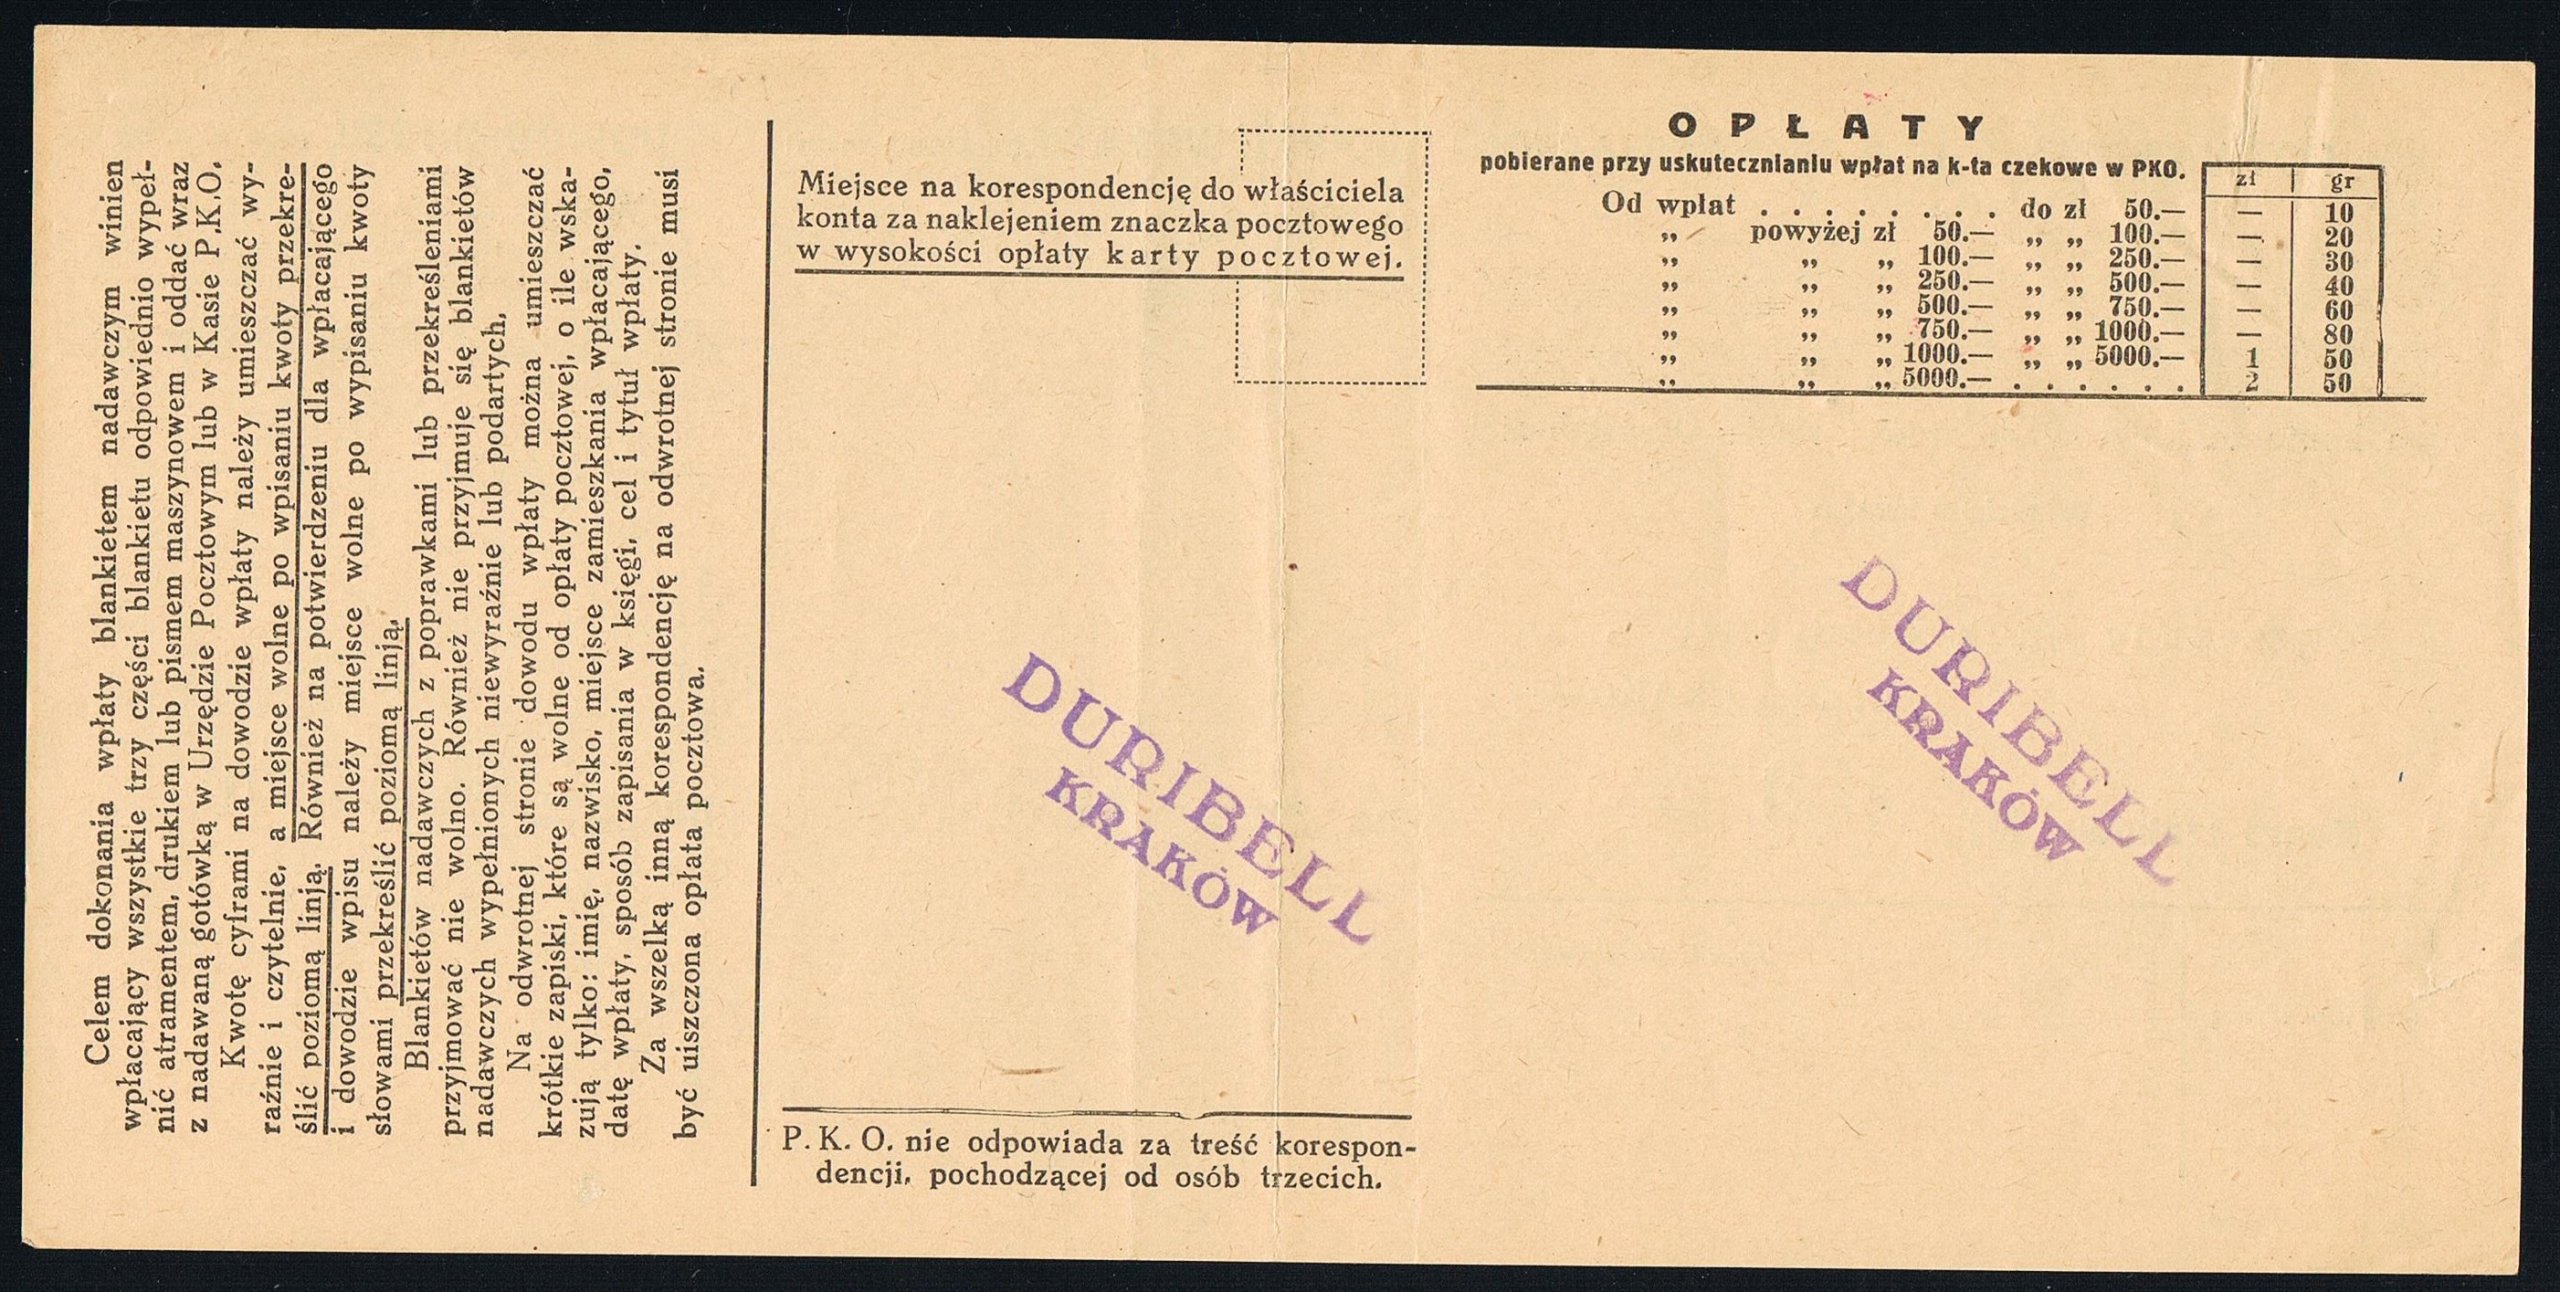 Celem dokonania wpłaty blankietem nadawczym winien
wpłacający wszystkie trzy części blankietu odpowiednio wypeł-
nić atramentem, drukiem lub pismem maszynowem i oddać wraz
z nadawaną gotówką w Urzędzie Pocztowym lub w Kasie P.K.O.
Kwotę cyframi na dowodzie wpłaty należy umieszczać wy-
raźnie i czytelnie, a miejsce wolne po wpisaniu kwoty przekre-
ślić poziomą linją. Również na potwierdzeniu dla wpłacającego
i dowodzie wpisu należy miejsce wolne po wypisaniu kwoty
słowami przekreślić poziomą linją.
Blankietów nadawczych z poprawkami lub przekreśleniami
przyjmować nie wolno. Również nie przyjmuje się blankietów
nadawczych wypełnionych niewyraźnie lub podartych.
Na odwrotnej stronie dowodu wpłaty można umieszczać
krótkie zapiski, które są wolne od opłaty pocztowej, o ile wska-
zują tylko: imię, nazwisko, miejsce zamieszkania wpłacającego,
datę wpłaty, sposób zapisania w księgi, cel i tytuł wpłaty.
Za wszelką inną korespondencję na odwrotnej stronie musi
być uiszczona opłata pocztowa.
Miejsce na korespondencję do właściciela
konta za naklejeniem znaczka pocztowego
w wysokości opłaty karty pocztowej.
DURIBELL
KRAKÓW
P. K. O. nie odpowiada za treść korespon-
dencji, pochodzącej od osób trzecich.
OPŁATY
pobierane przy uskutecznianiu wpłat na k-ta czekowe w PKO.
zł gr
Od wpłat . . . . . . . . do zł 50.— — 10
„ powyżej zł 50.— „ „ 100.— — 20
„ „ „ 100.— „ „ 250.— — 30
„ „ „ 250.— „ „ 500.— — 40
„ „ „ 500.— „ „ 750.— — 60
„ „ „ 750.— „ „ 1000.— — 80
„ „ „ 1000.— „ „ 5000.— 1 50
„ „ „ 5000.— . . . . . . 2 50
DURIBELL
KRAKÓW